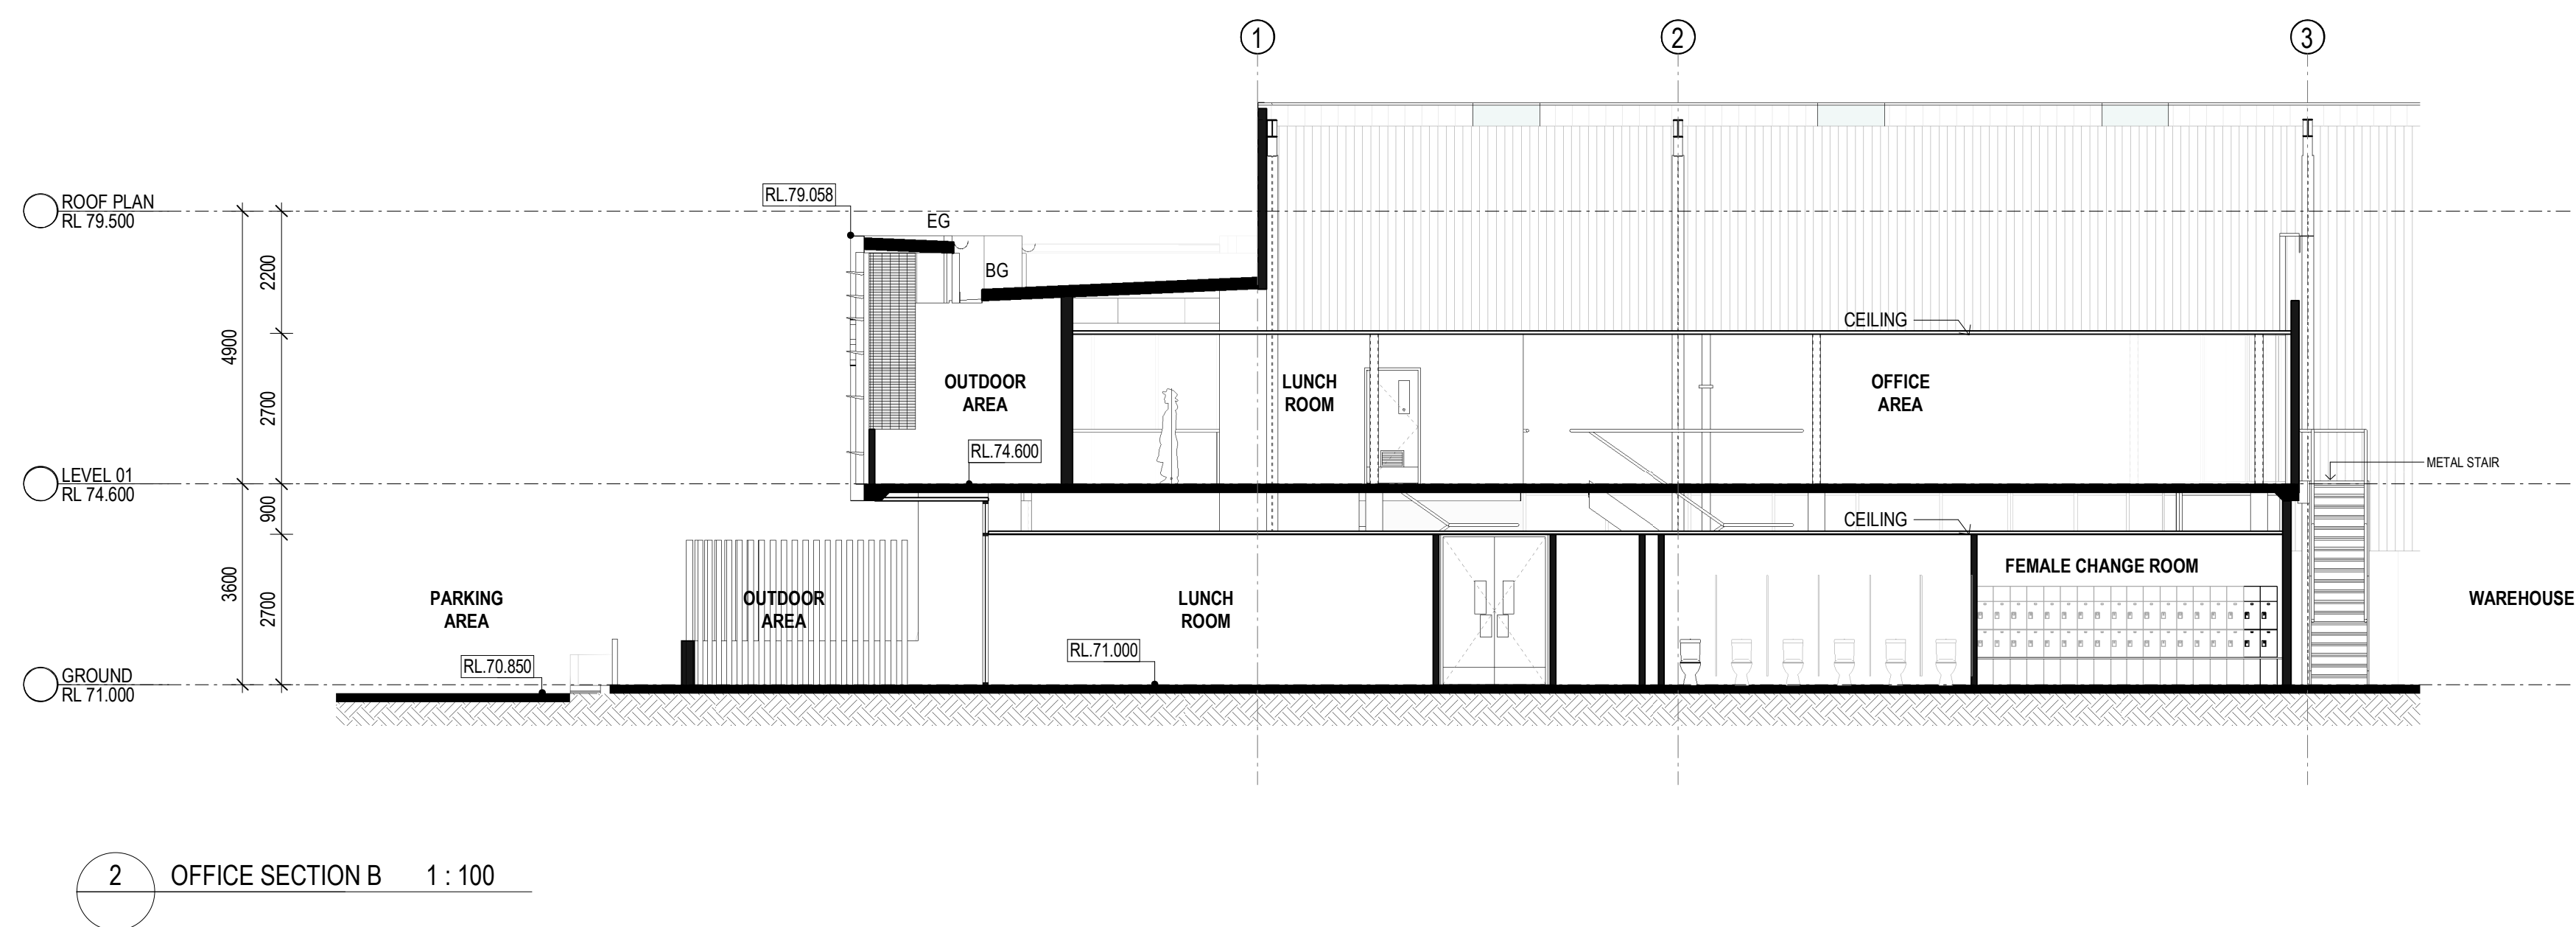 1
2
3
ROOF PLAN
RL 79.500
RL.79.058
EG
BG
2200
4900
2700
CEILING
OUTDOOR
AREA
LUNCH
ROOM
OFFICE
AREA
RL.74.600
METAL STAIR
LEVEL 01
RL 74.600
900
3600
2700
CEILING
FEMALE CHANGE ROOM
PARKING
AREA
OUTDOOR
AREA
LUNCH
ROOM
WAREHOUSE
RL.71.000
RL.70.850
GROUND
RL 71.000
2
OFFICE SECTION B 1 : 100